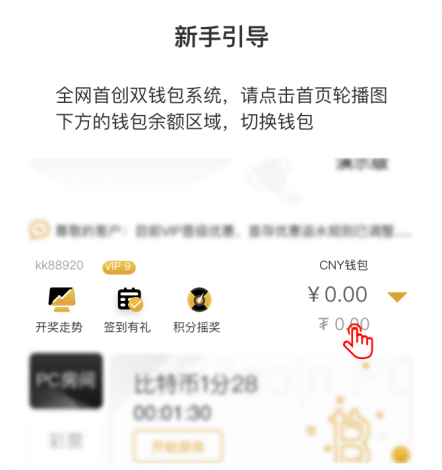 新手引导
全网首创双钱包系统，请点击首页轮播图
下方的钱包余额区域，切换钱包
演示版
尊敬的客户：目前VIP晋级优惠，首存优惠返水规则已调整......
kk88920 VIP 9 CNY钱包
¥ 0.00
₮ 0.00
开奖走势 签到有礼 积分摇奖
PC房间
比特币1分28
00:01:30
彩票
开始游戏